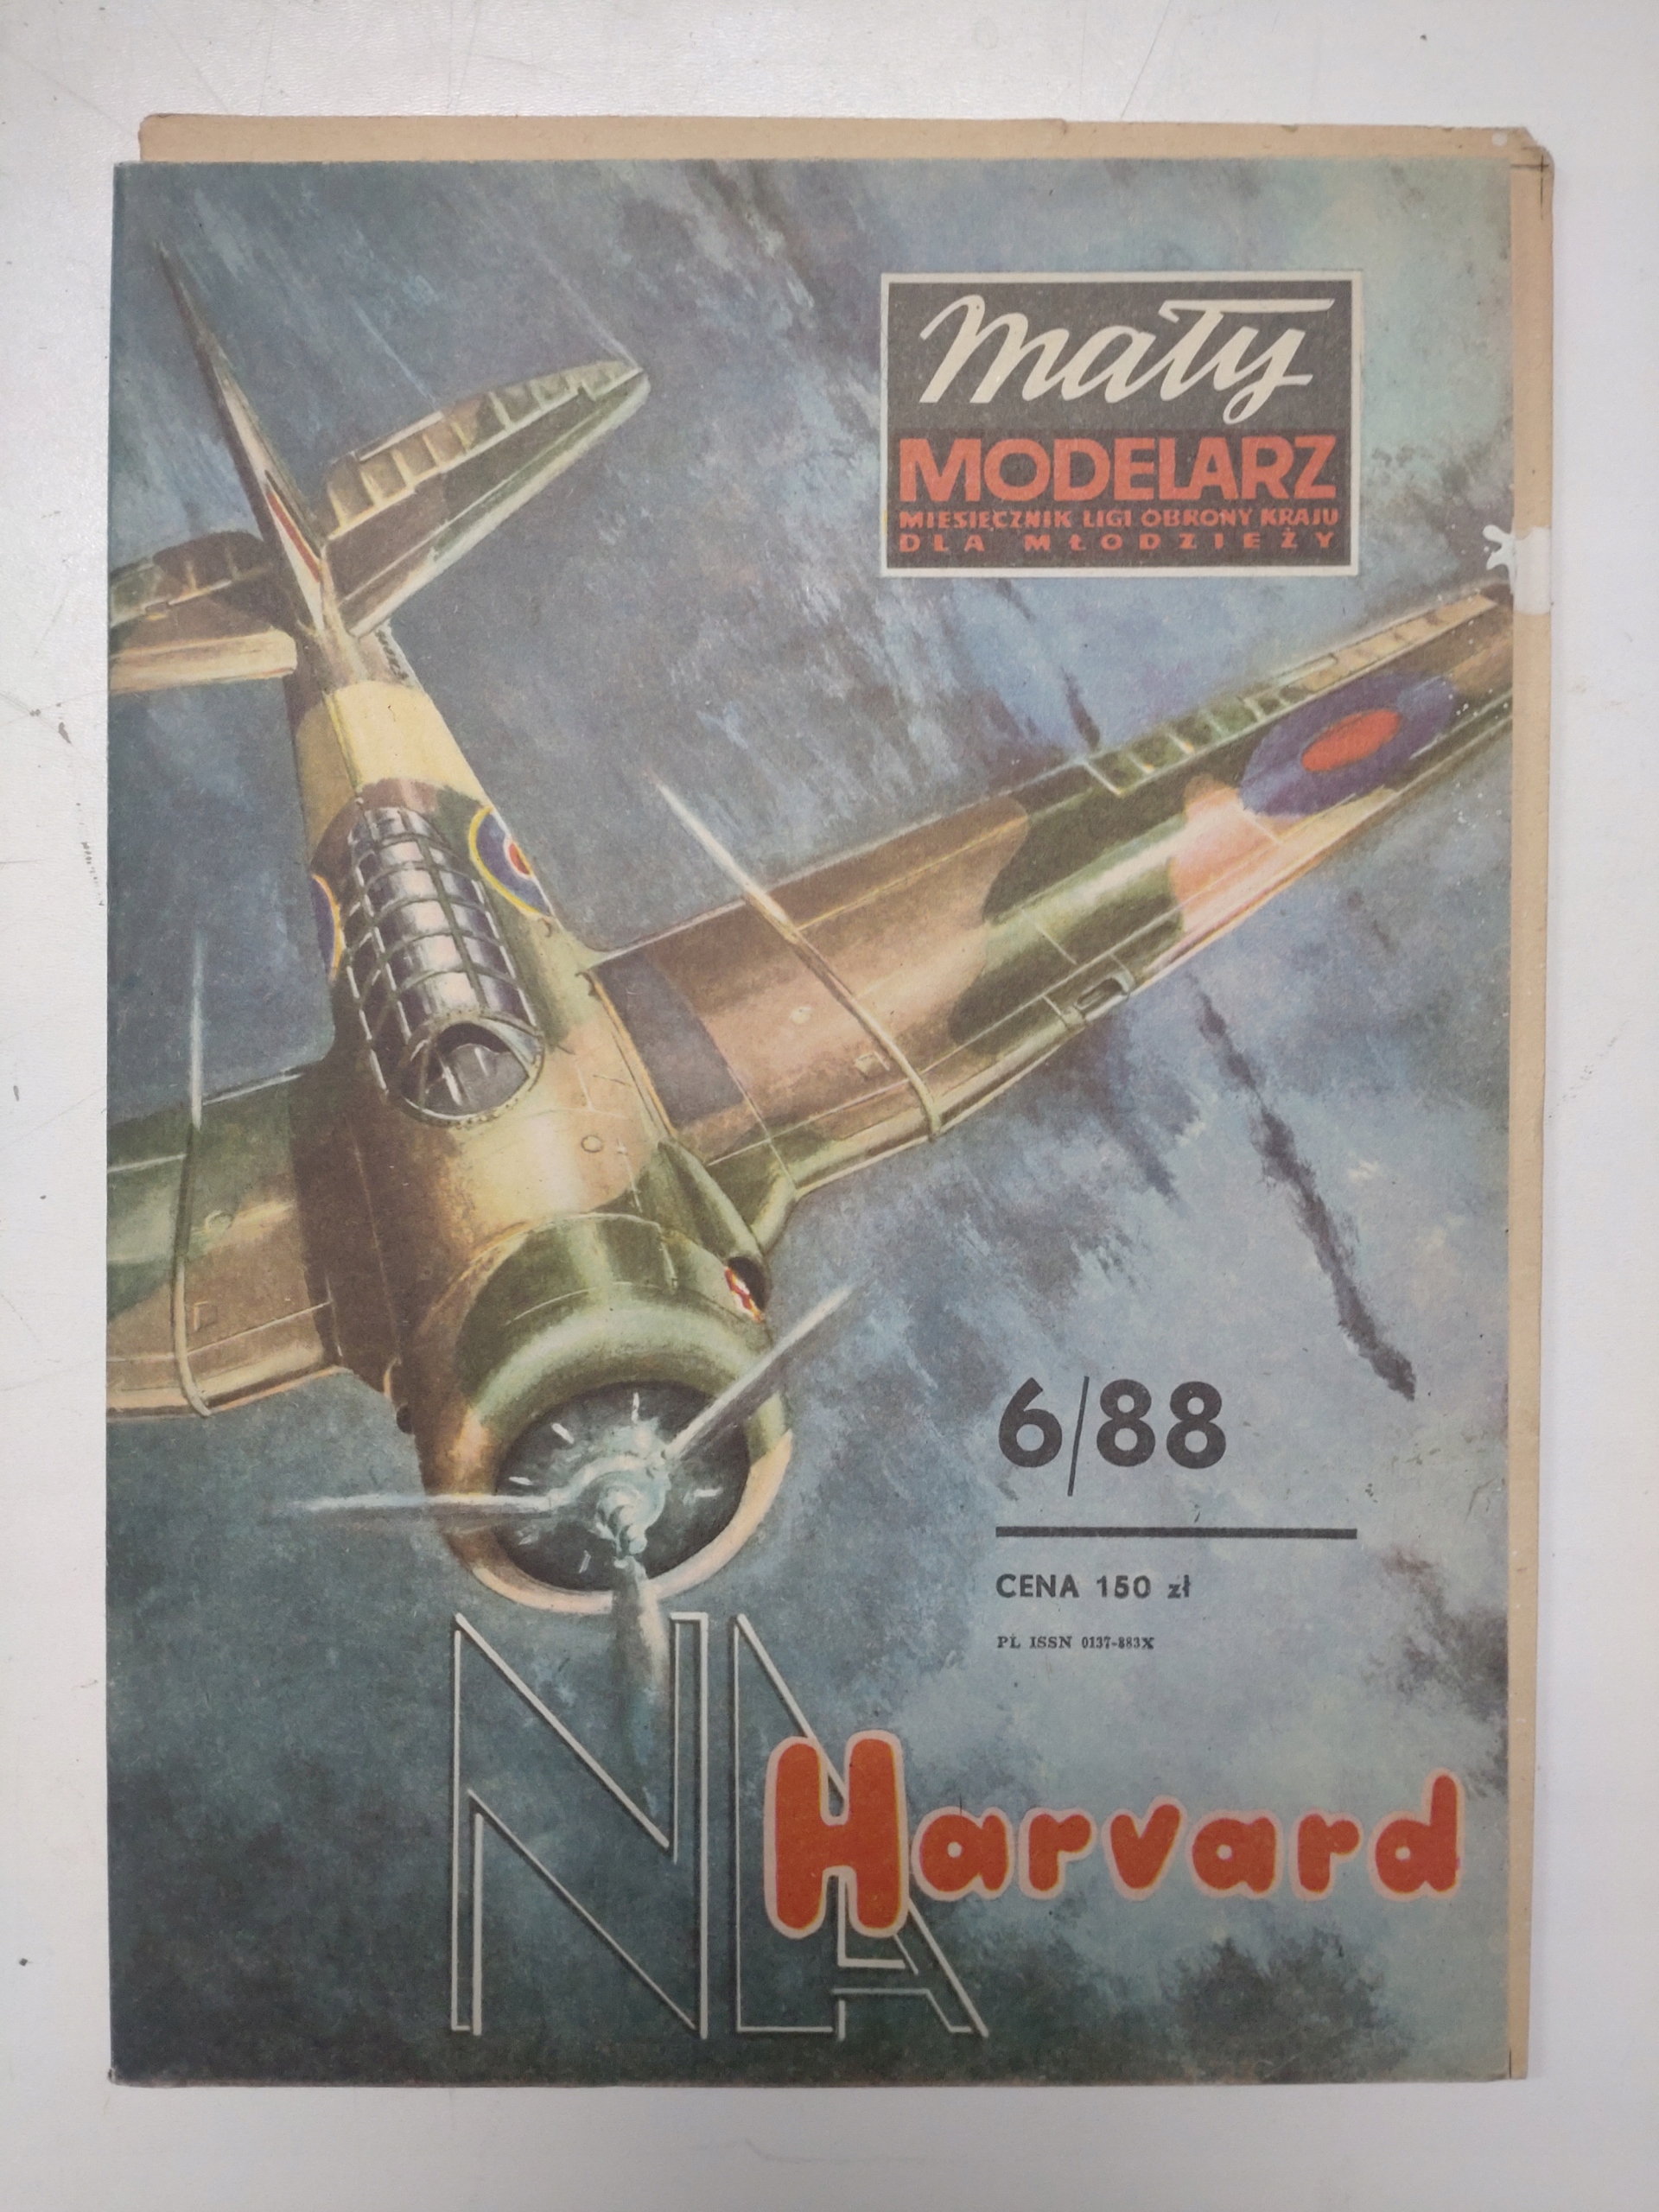 Mały
MODELARZ
MIESIĘCZNIK LIGI OBRONY KRAJU
DLA MŁODZIEŻY
6/88
CENA 150 zł
PL ISSN 0137-883X
NA
Harvard